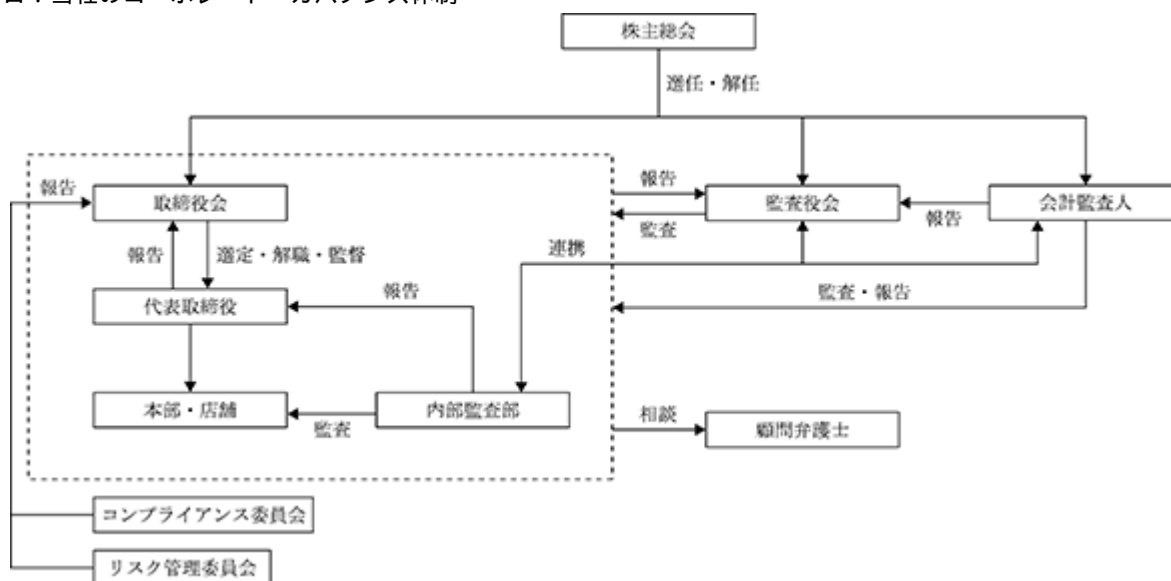 当社のコーポレート・ガバナンス体制
株主総会
選任・解任
報告
取締役会
報告
監査役会
会計監査人
報告
監査
報告
選定・解職・監督
連携
代表取締役
報告
監査・報告
本部・店舗
監査
内部監査部
相談
顧問弁護士
コンプライアンス委員会
リスク管理委員会